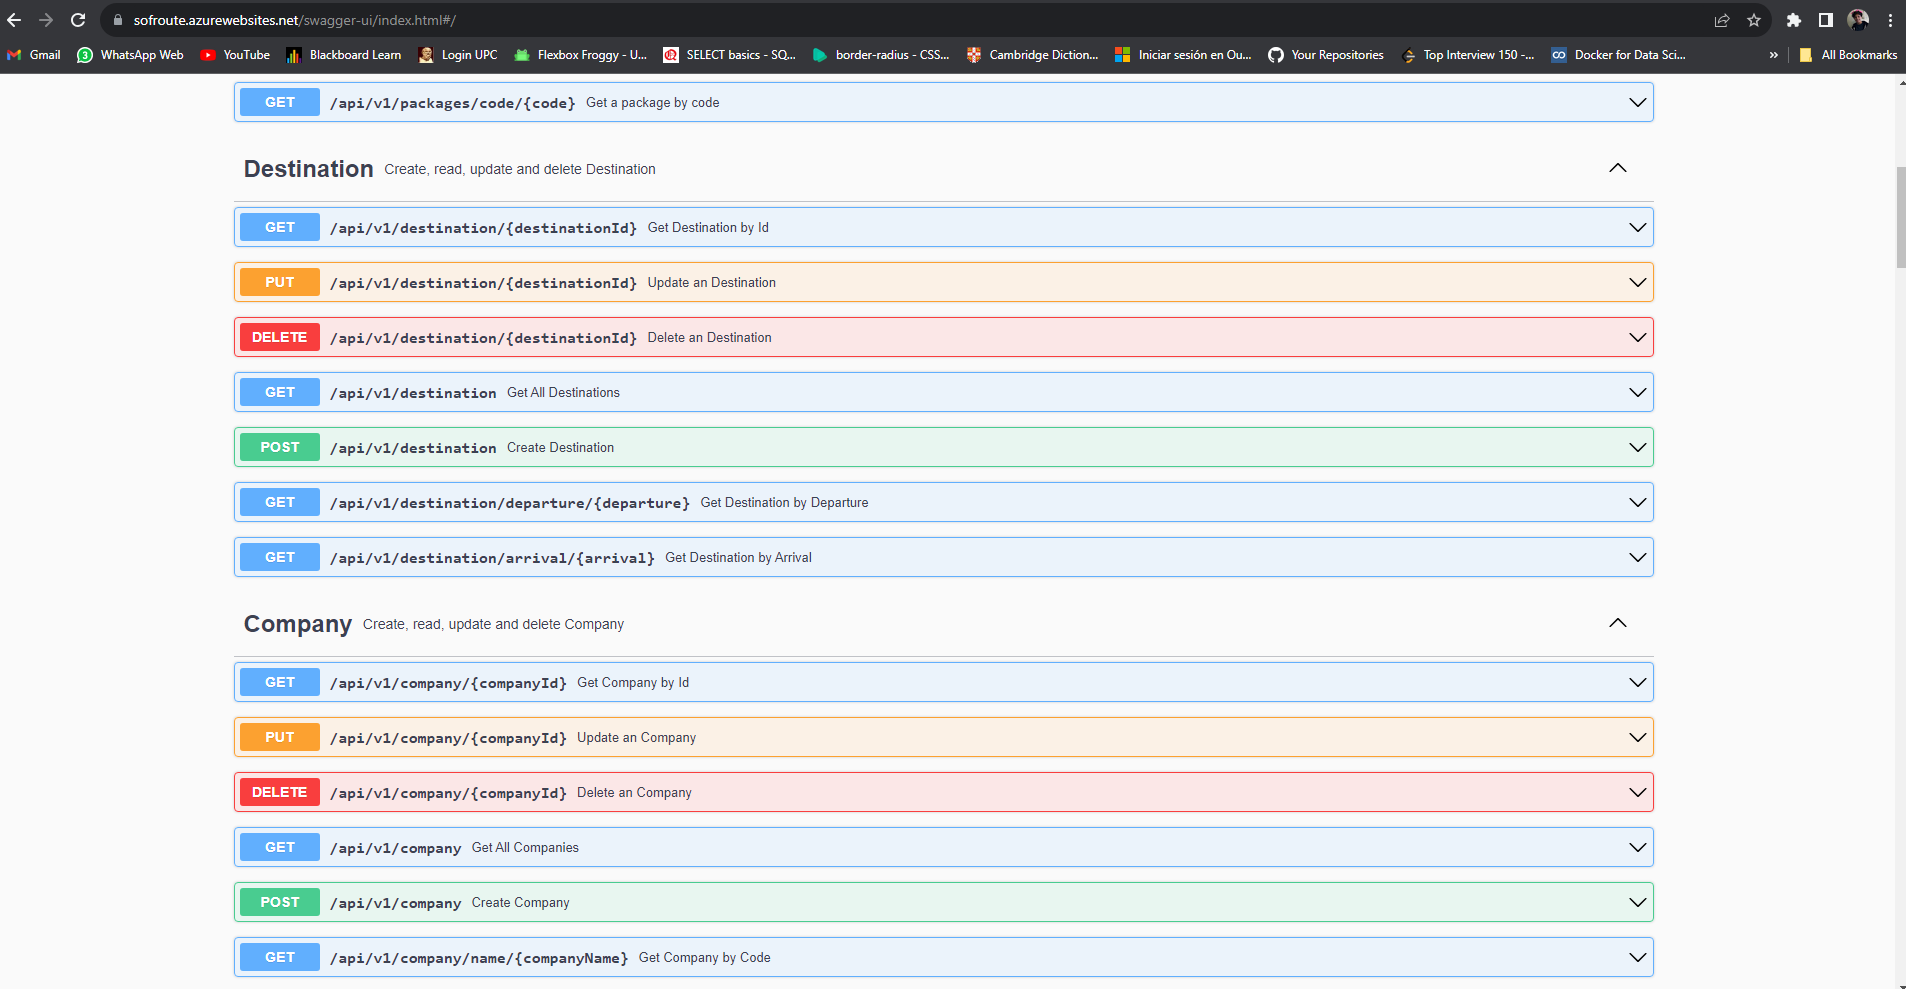 sofroute.azurewebsites.net/swagger-ui/index.html#/
Gmail WhatsApp Web YouTube Blackboard Learn Login UPC Flexbox Froggy - U... SELECT basics - SQ... border-radius - CSS... Cambridge Diction... Iniciar sesión en Ou... Your Repositories Top Interview 150 -... Docker for Data Sci... » All Bookmarks
GET /api/v1/packages/code/{code} Get a package by code
Destination Create, read, update and delete Destination
GET /api/v1/destination/{destinationId} Get Destination by Id
PUT /api/v1/destination/{destinationId} Update an Destination
DELETE /api/v1/destination/{destinationId} Delete an Destination
GET /api/v1/destination Get All Destinations
POST /api/v1/destination Create Destination
GET /api/v1/destination/departure/{departure} Get Destination by Departure
GET /api/v1/destination/arrival/{arrival} Get Destination by Arrival
Company Create, read, update and delete Company
GET /api/v1/company/{companyId} Get Company by Id
PUT /api/v1/company/{companyId} Update an Company
DELETE /api/v1/company/{companyId} Delete an Company
GET /api/v1/company Get All Companies
POST /api/v1/company Create Company
GET /api/v1/company/name/{companyName} Get Company by Code